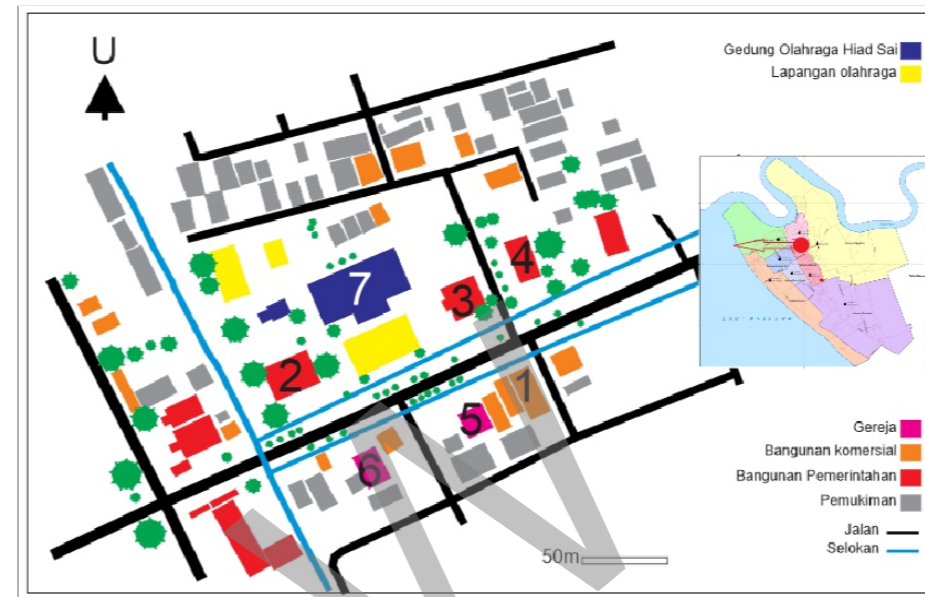 U
Gedung Olahraga Hiad Sai
Lapangan olahraga
7
4
3
2
1
5
6
Gereja
Bangunan komersial
Bangunan Pemerintahan
Pemukiman
Jalan
Selokan
50m